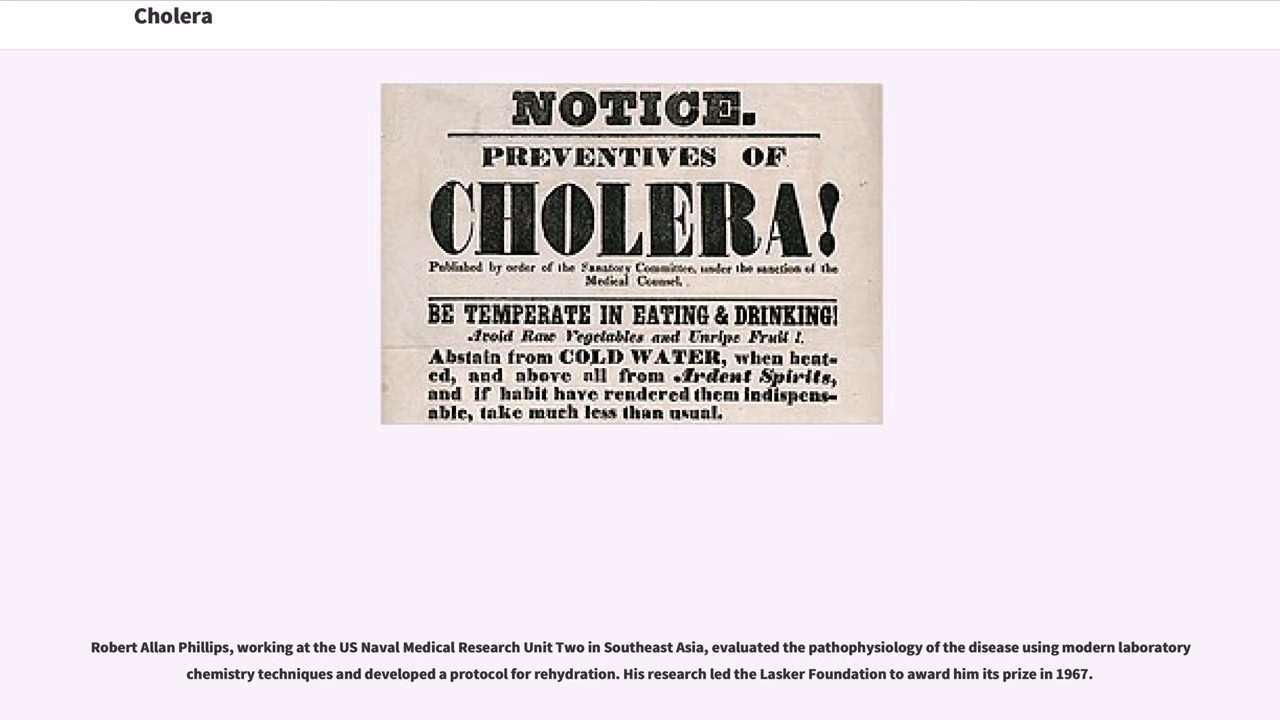 Cholera
NOTICE.
PREVENTIVES OF
CHOLERA!
Published by order of the Sanatory Committee, under the sanction of the
Medical Counsel.
BE TEMPERATE IN EATING & DRINKING!
Avoid Raw Vegetables and Unripe Fruit !.
Abstain from COLD WATER, when heat-
ed, and above all from Ardent Spirits,
and if habit have rendered them indispens-
able, take much less than usual.
Robert Allan Phillips, working at the US Naval Medical Research Unit Two in Southeast Asia, evaluated the pathophysiology of the disease using modern laboratory
chemistry techniques and developed a protocol for rehydration. His research led the Lasker Foundation to award him its prize in 1967.